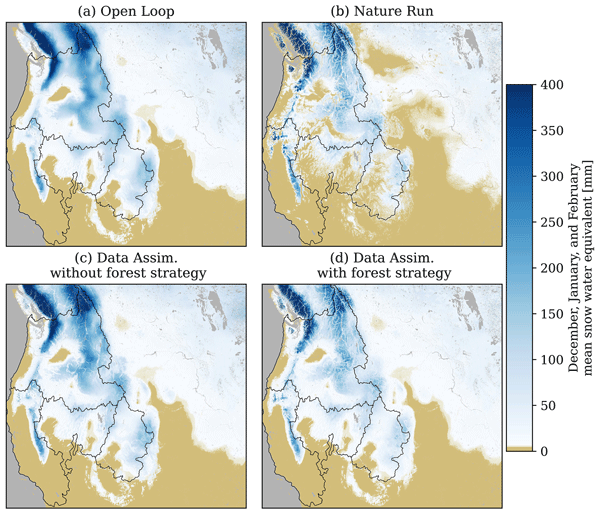 (a) Open Loop
(b) Nature Run
(c) Data Assim.
without forest strategy
(d) Data Assim.
with forest strategy
400
350
300
250
200
150
100
50
0
December, January, and February
mean snow water equivalent [mm]